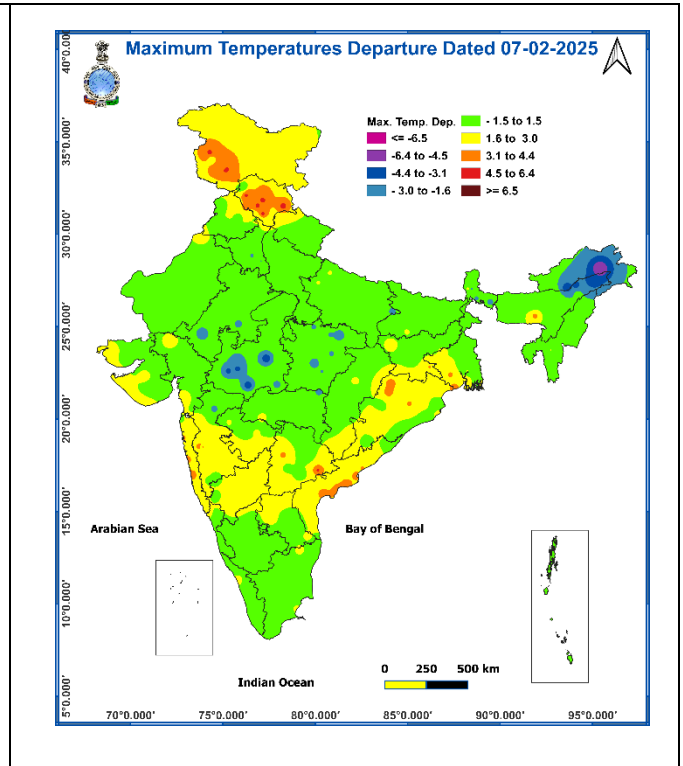 Maximum Temperatures Departure Dated 07-02-2025
Max. Temp. Dep.
<= -6.5
-6.4 to -4.5
-4.4 to -3.1
- 3.0 to -1.6
- 1.5 to 1.5
1.6 to 3.0
3.1 to 4.4
4.5 to 6.4
>= 6.5
40°0.000'
35°0.000'
30°0.000'
25°0.000'
20°0.000'
15°0.000'
10°0.000'
5°0.000'
Arabian Sea
Bay of Bengal
Indian Ocean
0 250 500 km
70°0.000' 75°0.000' 80°0.000' 85°0.000' 90°0.000' 95°0.000'